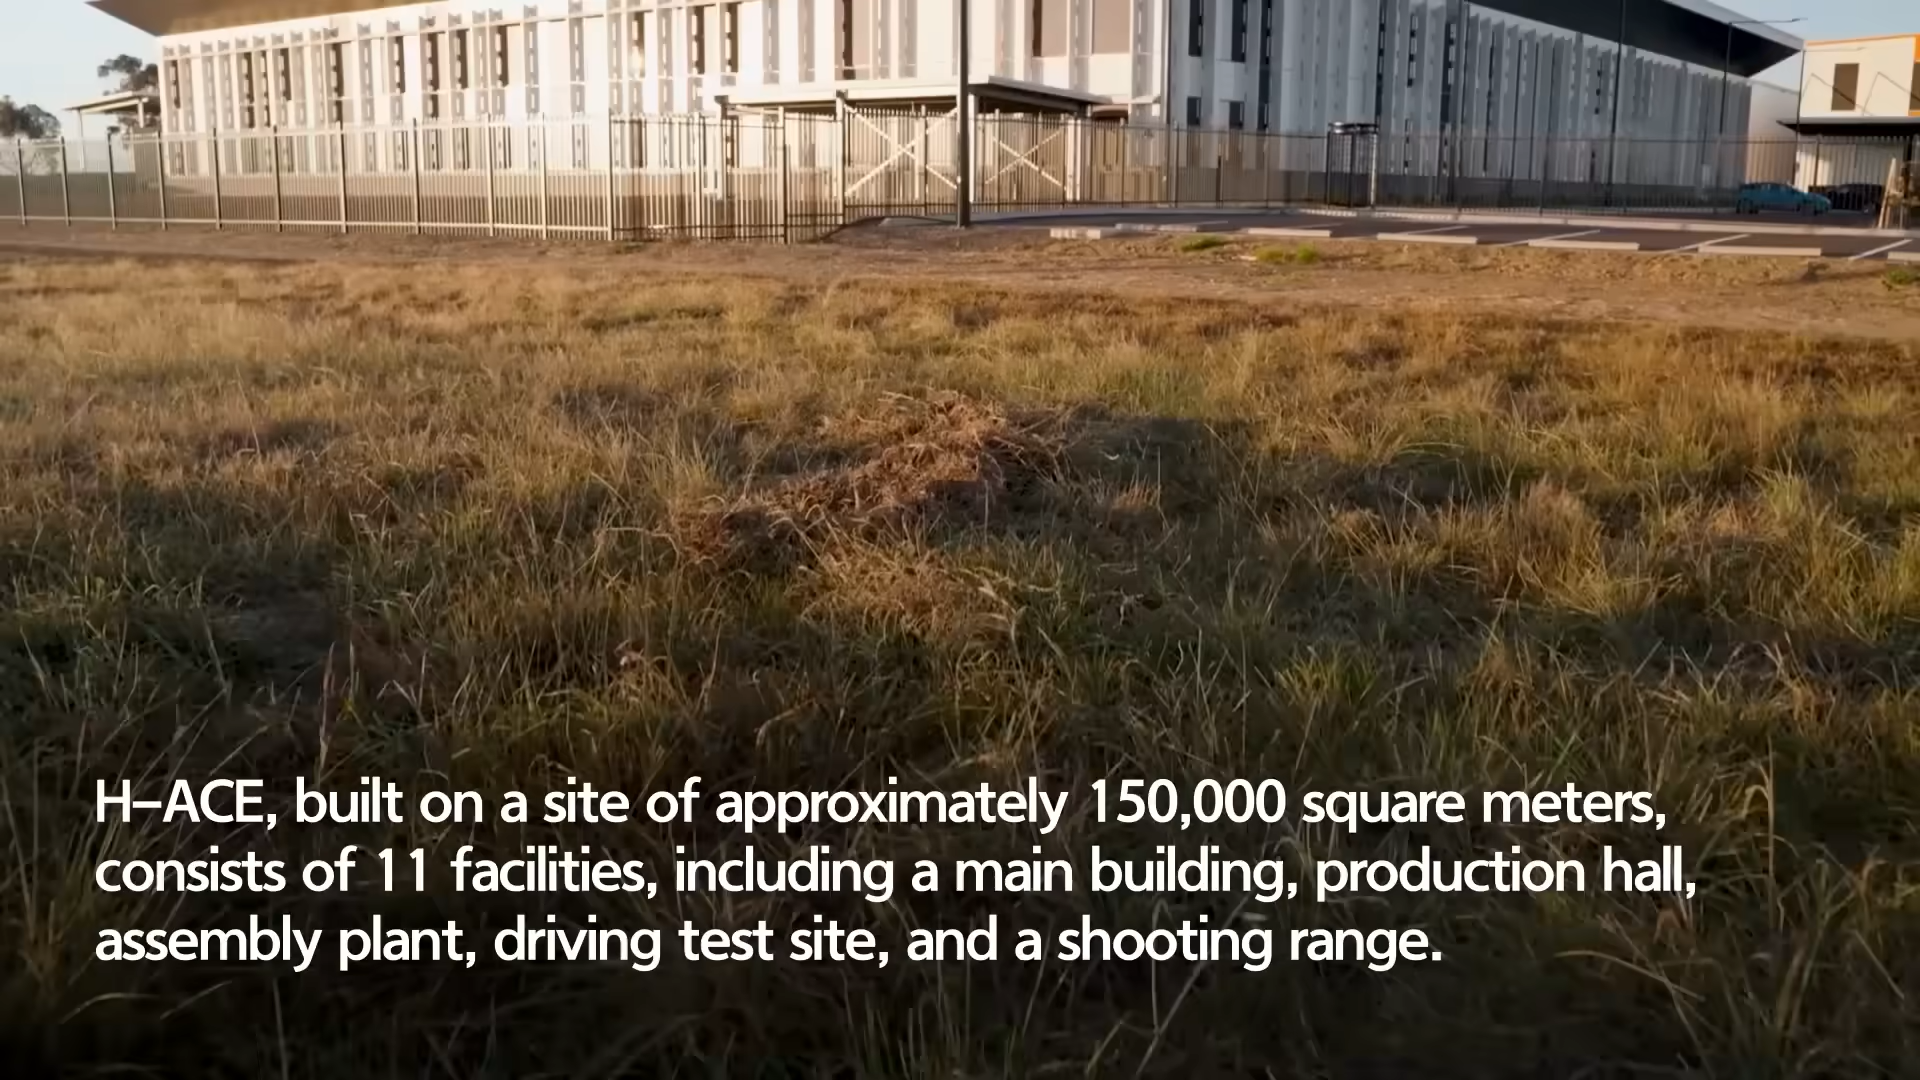 H–ACE, built on a site of approximately 150,000 square meters,
consists of 11 facilities, including a main building, production hall,
assembly plant, driving test site, and a shooting range.